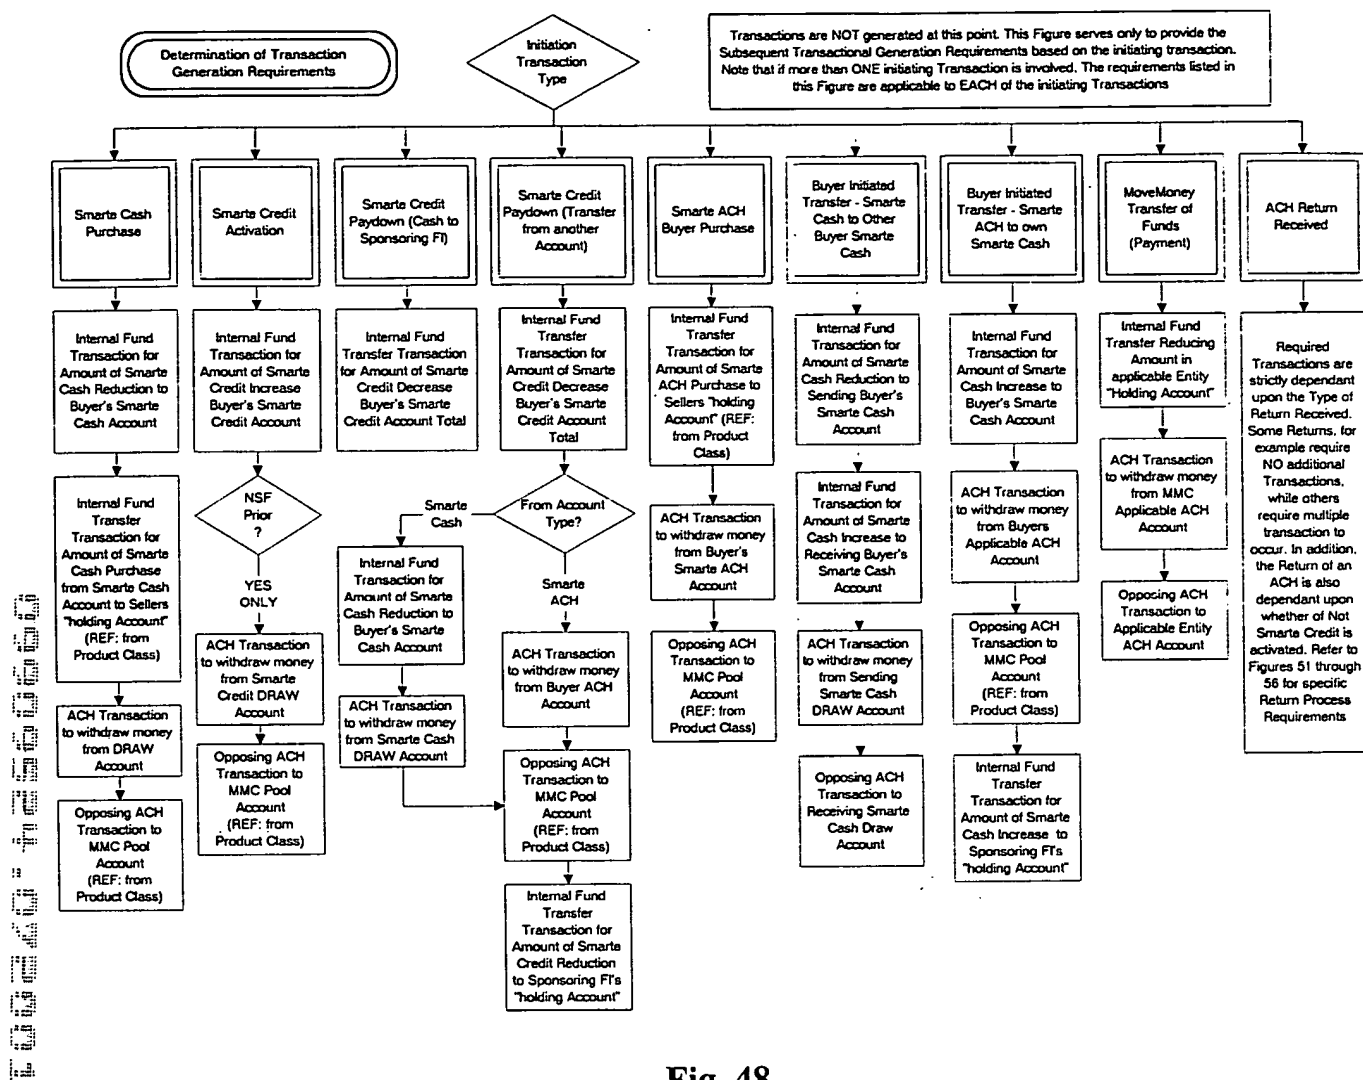 Determination of Transaction
Generation Requirements
Initiation
Transaction
Type
Transactions are NOT generated at this point. This Figure serves only to provide the
Subsequent Transactional Generation Requirements based on the initiating transaction.
Note that if more than ONE initiating Transaction is involved. The requirements listed in
this Figure are applicable to EACH of the initiating Transactions
Smarte Cash
Purchase
Internal Fund
Transaction for
Amount of Smarte
Cash Reduction to
Buyer's Smarte
Cash Account
Internal Fund
Transfer
Transaction for
Amount of Smarte
Cash Purchase
from Smarte Cash
Account to Sellers
"holding Account"
(REF: from
Product Class)
ACH Transaction
to withdraw money
from DRAW
Account
Opposing ACH
Transaction to
MMC Pool
Account
(REF: from
Product Class)
Smarte Credit
Activation
Internal Fund
Transaction for
Amount of Smarte
Credit Increase
Buyer's Smarte
Credit Account
NSF
Prior
?
YES
ONLY
ACH Transaction
to withdraw money
from Smarte
Credit DRAW
Account
Opposing ACH
Transaction to
MMC Pool
Account
(REF: from
Product Class)
Smarte Credit
Paydown (Cash to
Sponsoring FI)
Internal Fund
Transfer Transaction
for Amount of Smarte
Credit Decrease
Buyer's Smarte
Credit Account Total
Smarte Credit
Paydown (Transfer
from another
Account)
Internal Fund
Transfer
Transaction for
Amount of Smarte
Credit Decrease
Buyer's Smarte
Credit Account
Total
From Account
Type?
Smarte
Cash
Internal Fund
Transaction for
Amount of Smarte
Cash Reduction to
Buyer's Smarte
Cash Account
ACH Transaction
to withdraw money
from Smarte Cash
DRAW Account
Smarte
ACH
ACH Transaction
to withdraw money
from Buyer ACH
Account
Opposing ACH
Transaction to
MMC Pool
Account
(REF: from
Product Class)
Internal Fund
Transfer
Transaction for
Amount of Smarte
Credit Reduction
to Sponsoring FI's
"holding Account"
Smarte ACH
Buyer Purchase
Internal Fund
Transfer
Transaction for
Amount of Smarte
ACH Purchase to
Sellers "holding
Account" (REF:
from Product
Class)
ACH Transaction
to withdraw money
from Buyer's
Smarte ACH
Account
Opposing ACH
Transaction to
MMC Pool
Account
(REF: from
Product Class)
Buyer Initiated
Transfer - Smarte
Cash to Other
Buyer Smarte
Cash
Internal Fund
Transaction for
Amount of Smarte
Cash Reduction to
Sending Buyer's
Smarte Cash
Account
Internal Fund
Transaction for
Amount of Smarte
Cash Increase to
Receiving Buyer's
Smarte Cash
Account
ACH Transaction
to withdraw money
from Sending
Smarte Cash
DRAW Account
Opposing ACH
Transaction to
Receiving Smarte
Cash Draw
Account
Buyer Initiated
Transfer - Smarte
ACH to own
Smarte Cash
Internal Fund
Transaction for
Amount of Smarte
Cash Increase to
Buyer's Smarte
Cash Account
ACH Transaction
to withdraw money
from Buyers
Applicable ACH
Account
Opposing ACH
Transaction to
MMC Pool
Account
(REF: from
Product Class)
Internal Fund
Transfer
Transaction for
Amount of Smarte
Cash Increase to
Sponsoring FI's
"holding Account"
MoveMoney
Transfer of
Funds
(Payment)
Internal Fund
Transfer Reducing
Amount in
applicable Entity
"Holding Account"
ACH Transaction
to withdraw money
from MMC
Applicable ACH
Account
Opposing ACH
Transaction to
Applicable Entity
ACH Account
ACH Return
Received
Required
Transactions are
strictly dependant
upon the Type of
Return Received.
Some Returns, for
example require
NO additional
Transactions,
while others
require multiple
transaction to
occur. In addition,
the Return of an
ACH is also
dependant upon
whether of Not
Smarte Credit is
activated. Refer to
Figures 51 through
56 for specific
Return Process
Requirements
Fig. 48